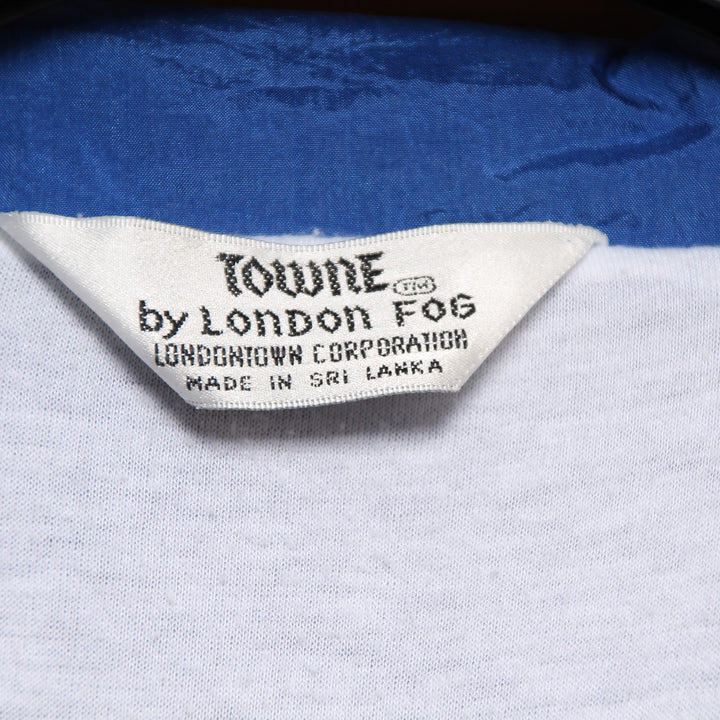 TOWNE TM
by LONDON FOG
LONDONTOWN CORPORATION
MADE IN SRI LANKA